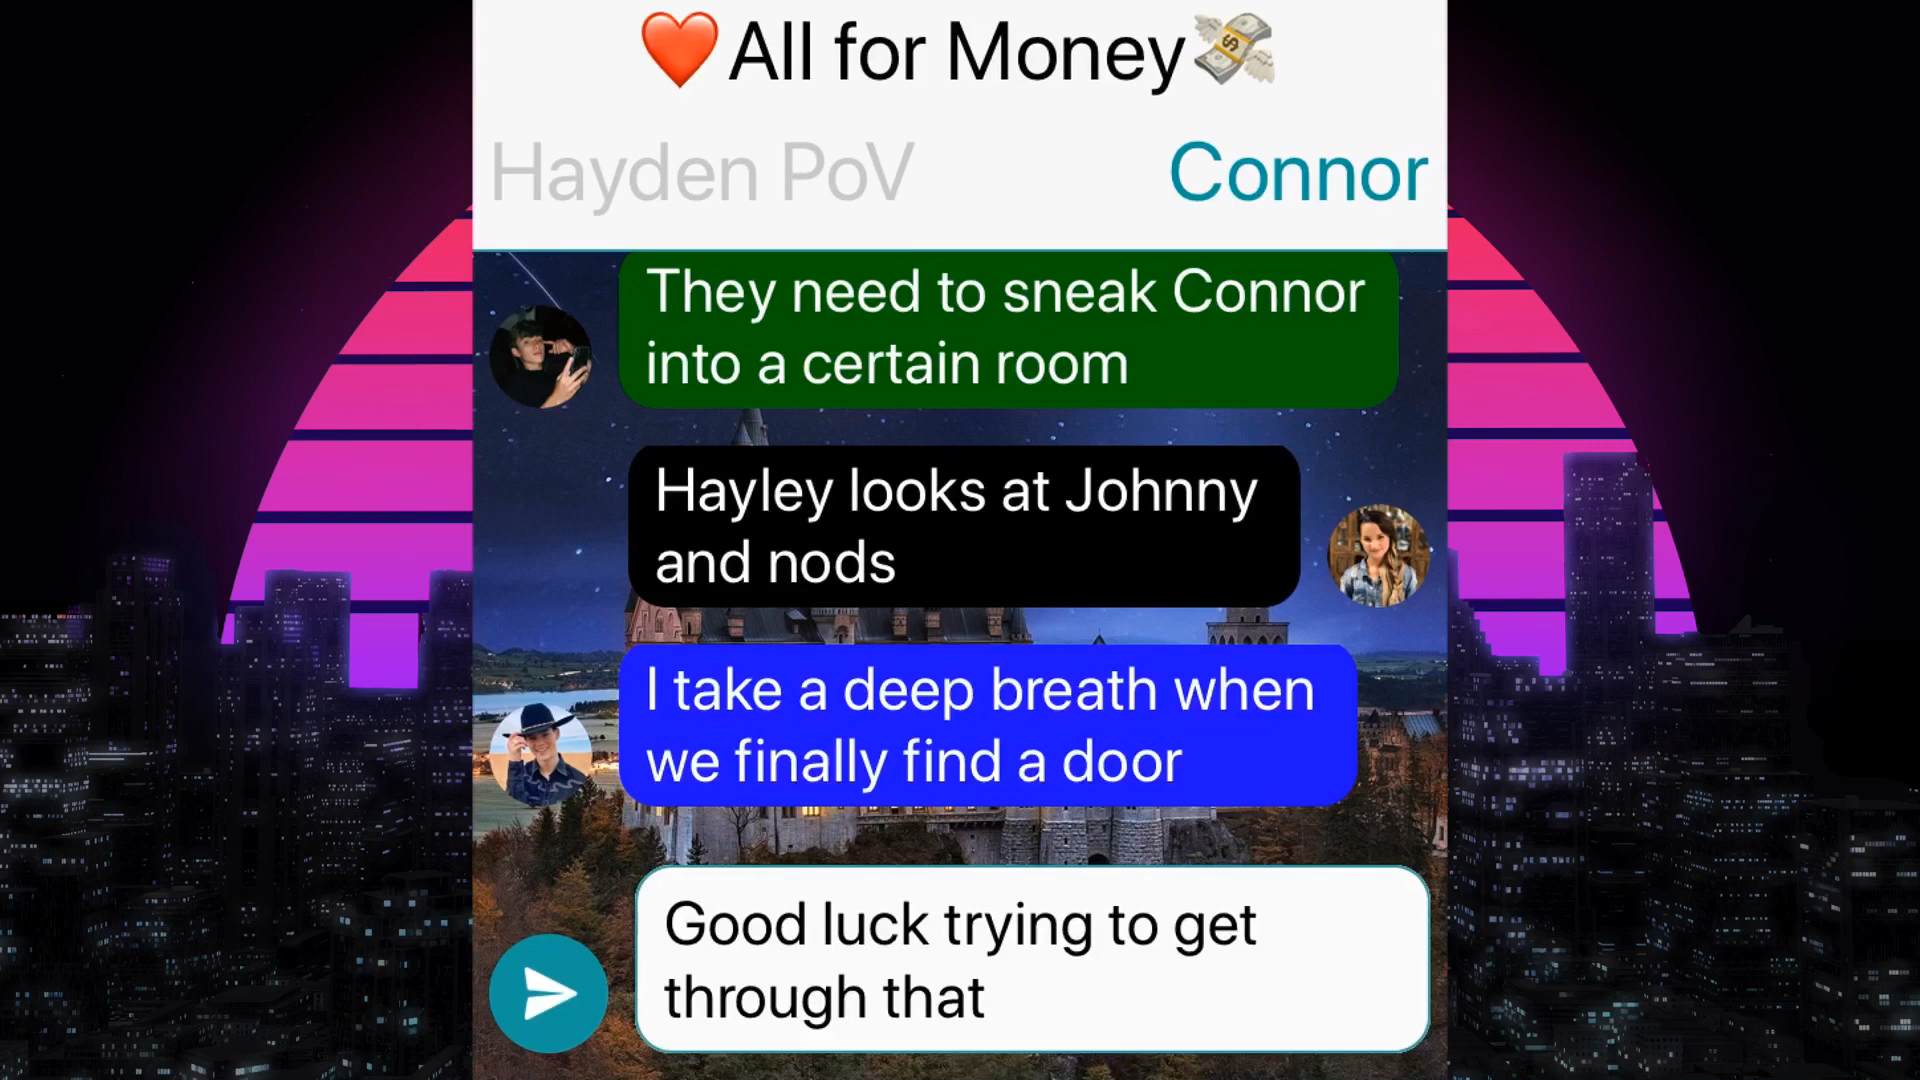 ❤️All for Money💸
Hayden PoV
Connor
They need to sneak Connor
into a certain room
Hayley looks at Johnny
and nods
I take a deep breath when
we finally find a door
Good luck trying to get
through that